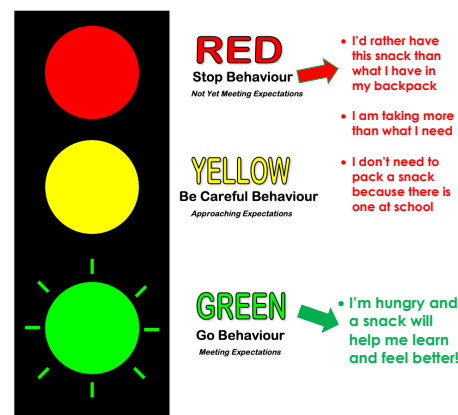 RED
Stop Behaviour
Not Yet Meeting Expectations
• I'd rather have
this snack than
what I have in
my backpack
• I am taking more
than what I need
• I don't need to
pack a snack
because there is
one at school
YELLOW
Be Careful Behaviour
Approaching Expectations
GREEN
Go Behaviour
Meeting Expectations
• I'm hungry and
a snack will
help me learn
and feel better!